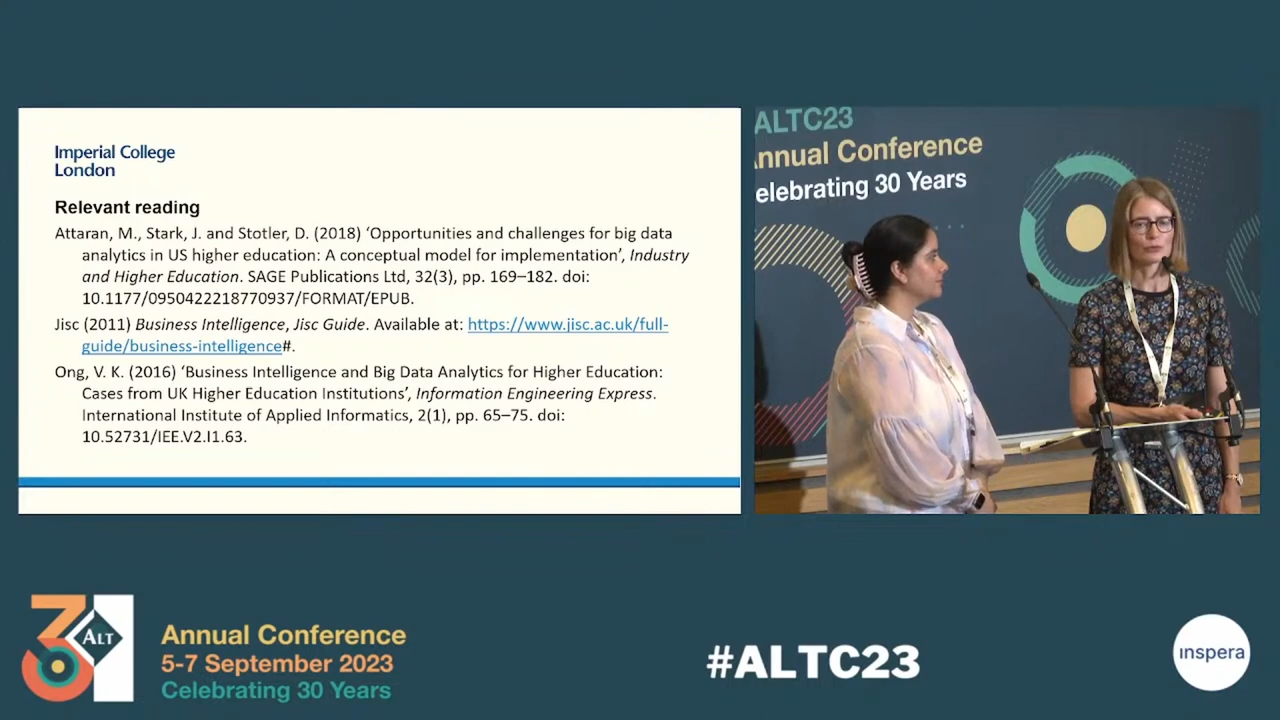 Imperial College
London
Relevant reading
Attaran, M., Stark, J. and Stotler, D. (2018) ‘Opportunities and challenges for big data
analytics in US higher education: A conceptual model for implementation’, Industry
and Higher Education. SAGE Publications Ltd, 32(3), pp. 169–182. doi:
10.1177/0950422218770937/FORMAT/EPUB.
Jisc (2011) Business Intelligence, Jisc Guide. Available at: https://www.jisc.ac.uk/full-
guide/business-intelligence#.
Ong, V. K. (2016) ‘Business Intelligence and Big Data Analytics for Higher Education:
Cases from UK Higher Education Institutions’, Information Engineering Express.
International Institute of Applied Informatics, 2(1), pp. 65–75. doi:
10.52731/IEE.V2.I1.63.
ALTC23
nnual Conference
elebrating 30 Years
30
ALT
Annual Conference
5-7 September 2023
Celebrating 30 Years
#ALTC23
inspera